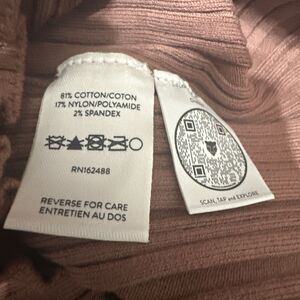 81% COTTON/COTON
17% NYLON/POLYAMIDE
2% SPANDEX
RN162488
REVERSE FOR CARE
ENTRETIEN AU DOS
SCAN, TAP and EXPLORE